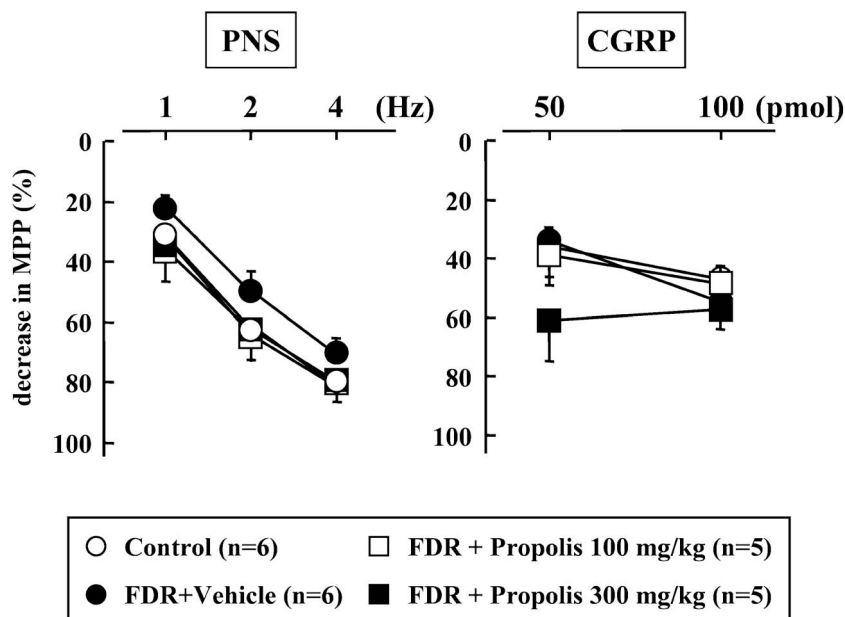 PNS
CGRP
1 2 4 (Hz)
50 100 (pmol)
decrease in MPP (%)
0
20
40
60
80
100
0
20
40
60
80
100
Control (n=6)
FDR + Propolis 100 mg/kg (n=5)
FDR+Vehicle (n=6)
FDR + Propolis 300 mg/kg (n=5)